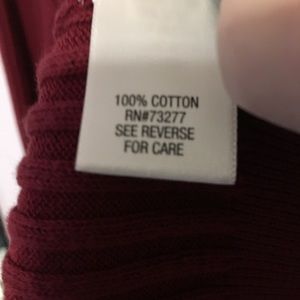 100% COTTON
RN#73277
SEE REVERSE
FOR CARE